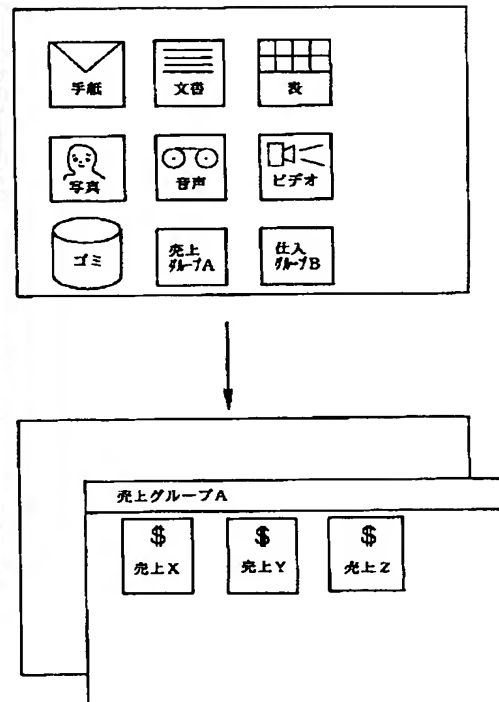 手紙
文書
表
写真
音声
ビデオ
ゴミ
売上
グループA
仕入
グループB
売上グループA
$
$
$
売上X
売上Y
売上Z